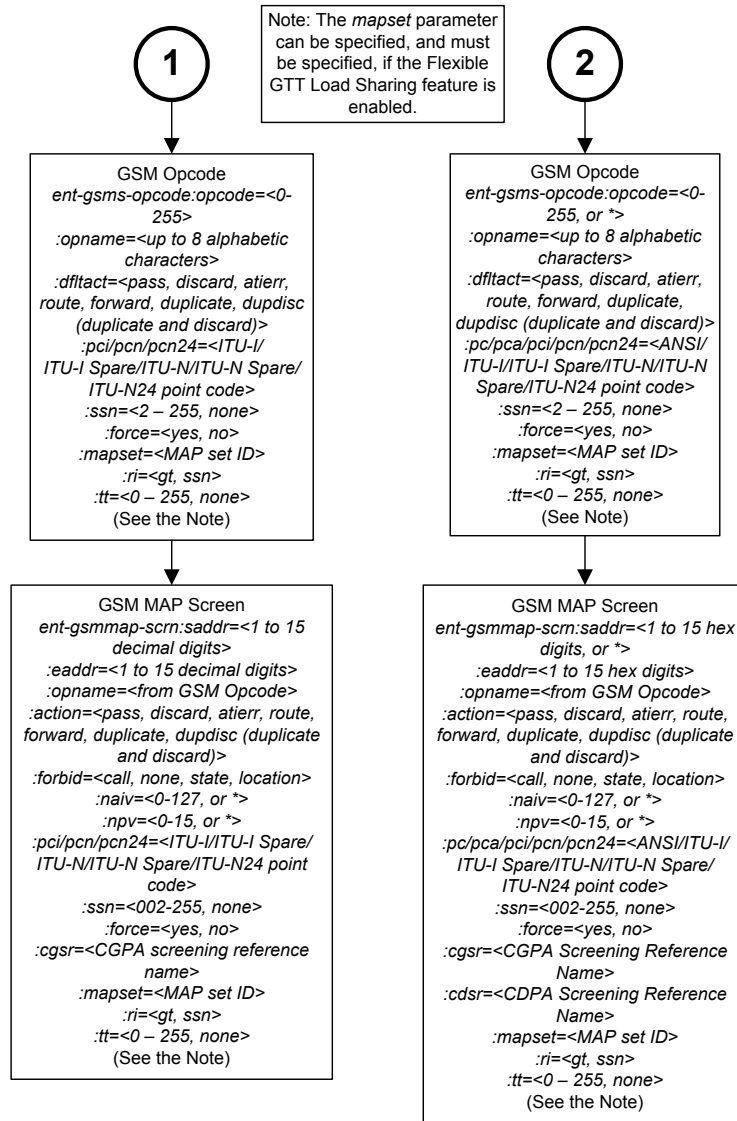 Note: The mapset parameter
can be specified, and must
be specified, if the Flexible
GTT Load Sharing feature is
enabled.
1
GSM Opcode
ent-gsms-opcode:opcode=<0-
255>
:opname=<up to 8 alphabetic
characters>
:dfltact=<pass, discard, atierr,
route, forward, duplicate, dupdisc
(duplicate and discard)>
:pci/pcn/pcn24=<ITU-I/
ITU-I Spare/ITU-N/ITU-N Spare/
ITU-N24 point code>
:ssn=<2 – 255, none>
:force=<yes, no>
:mapset=<MAP set ID>
:ri=<gt, ssn>
:tt=<0 – 255, none>
(See the Note)
GSM MAP Screen
ent-gsmmap-scrn:saddr=<1 to 15
decimal digits>
:eaddr=<1 to 15 decimal digits>
:opname=<from GSM Opcode>
:action=<pass, discard, atierr, route,
forward, duplicate, dupdisc (duplicate
and discard)>
:forbid=<call, none, state, location>
:naiv=<0-127, or *>
:npv=<0-15, or *>
:pci/pcn/pcn24=<ITU-I/ITU-I Spare/
ITU-N/ITU-N Spare/ITU-N24 point
code>
:ssn=<002-255, none>
:force=<yes, no>
:cgsr=<CGPA screening reference
name>
:mapset=<MAP set ID>
:ri=<gt, ssn>
:tt=<0 – 255, none>
(See the Note)
2
GSM Opcode
ent-gsms-opcode:opcode=<0-
255, or *>
:opname=<up to 8 alphabetic
characters>
:dfltact=<pass, discard, atierr,
route, forward, duplicate,
dupdisc (duplicate and discard)>
:pc/pca/pci/pcn/pcn24=<ANSI/
ITU-I/ITU-I Spare/ITU-N/ITU-N
Spare/ITU-N24 point code>
:ssn=<2 – 255, none>
:force=<yes, no>
:mapset=<MAP set ID>
:ri=<gt, ssn>
:tt=<0 – 255, none>
(See Note)
GSM MAP Screen
ent-gsmmap-scrn:saddr=<1 to 15 hex
digits, or *>
:eaddr=<1 to 15 hex digits>
:opname=<from GSM Opcode>
:action=<pass, discard, atierr, route,
forward, duplicate, dupdisc (duplicate
and discard)>
:forbid=<call, none, state, location>
:naiv=<0-127, or *>
:npv=<0-15, or *>
:pc/pca/pci/pcn/pcn24=<ANSI/ITU-I/
ITU-I Spare/ITU-N/ITU-N Spare/
ITU-N24 point code>
:ssn=<002-255, none>
:force=<yes, no>
:cgsr=<CGPA Screening Reference
Name>
:cdsr=<CDPA Screening Reference
Name>
:mapset=<MAP set ID>
:ri=<gt, ssn>
:tt=<0 – 255, none>
(See the Note)